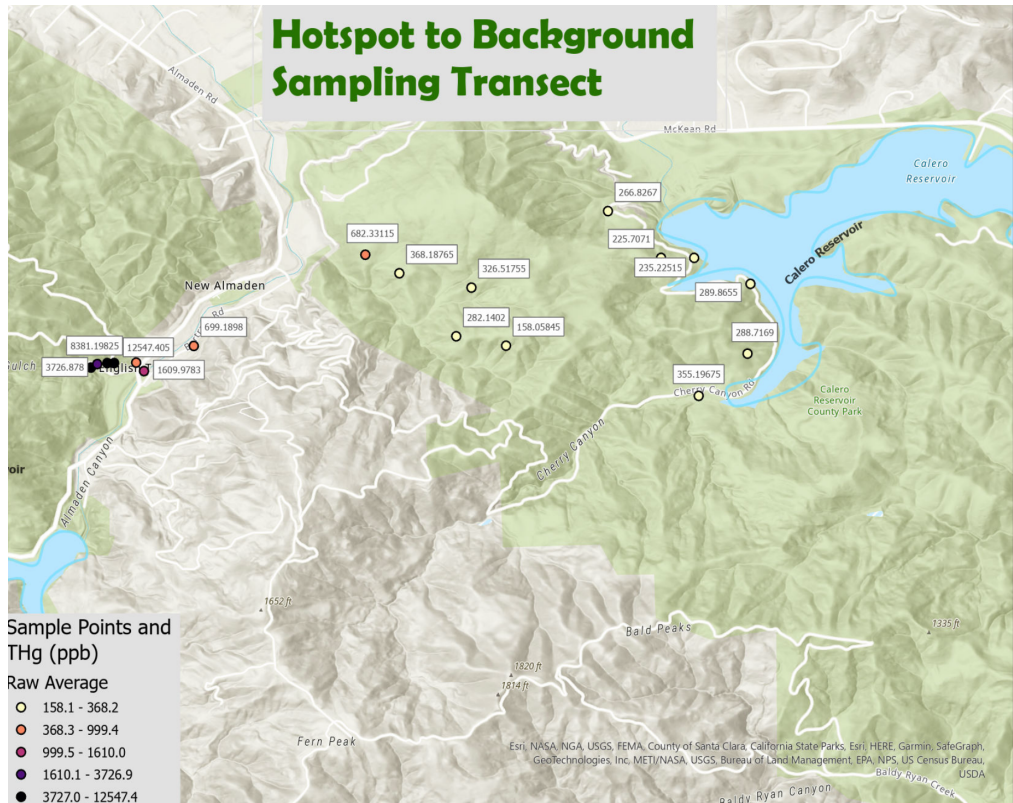 Hotspot to Background
Sampling Transect
Almaden Rd
McKean Rd
Calero
Reservoir
266.8267
225.7071
682.33115
368.18765
235.22515
326.51755
Calero Reservoir
New Almaden
289.8655
282.1402
158.05845
699.1898
288.7169
8381.19825
12547.405
3726.878
English T
1609.9783
355.19675
Cherry Canyon Rd
Calero
Reservoir
County Park
Cherry Canyon
Almaden Canyon
1652 ft
Bald Peaks
1335 ft
1820 ft
1814 ft
Fern Peak
Sample Points and
THg (ppb)
Raw Average
158.1 - 368.2
368.3 - 999.4
999.5 - 1610.0
1610.1 - 3726.9
3727.0 - 12547.4
Esri, NASA, NGA, USGS, FEMA, County of Santa Clara, California State Parks, Esri, HERE, Garmin, SafeGraph,
GeoTechnologies, Inc, METI/NASA, USGS, Bureau of Land Management, EPA, NPS, US Census Bureau,
USDA
Baldy Ryan Creek
Baldy Ryan Canyon